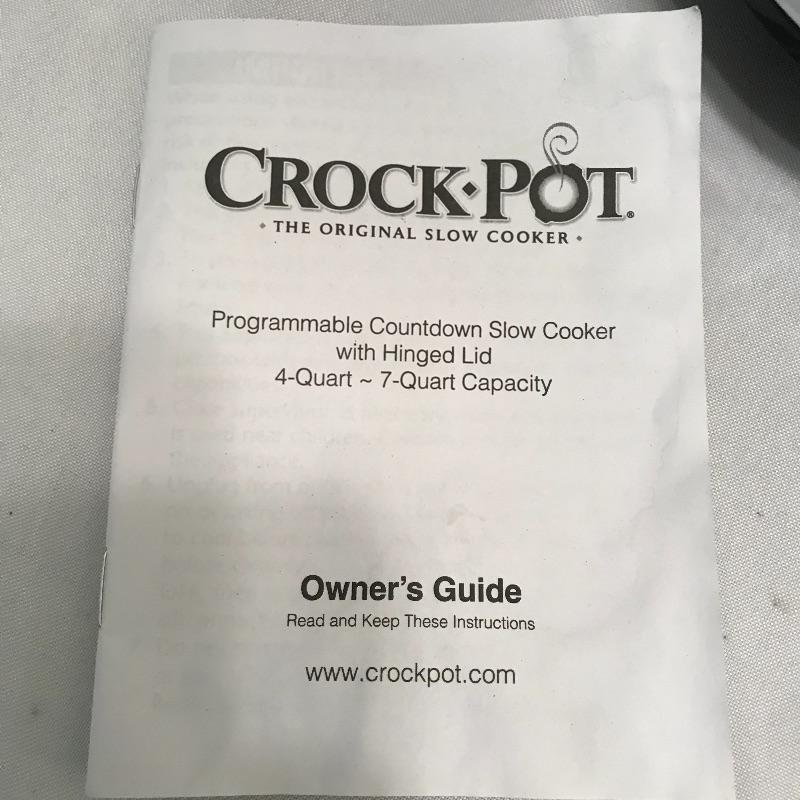 CROCK•POT®
• THE ORIGINAL SLOW COOKER •
Programmable Countdown Slow Cooker
with Hinged Lid
4-Quart ~ 7-Quart Capacity
Owner's Guide
Read and Keep These Instructions
www.crockpot.com